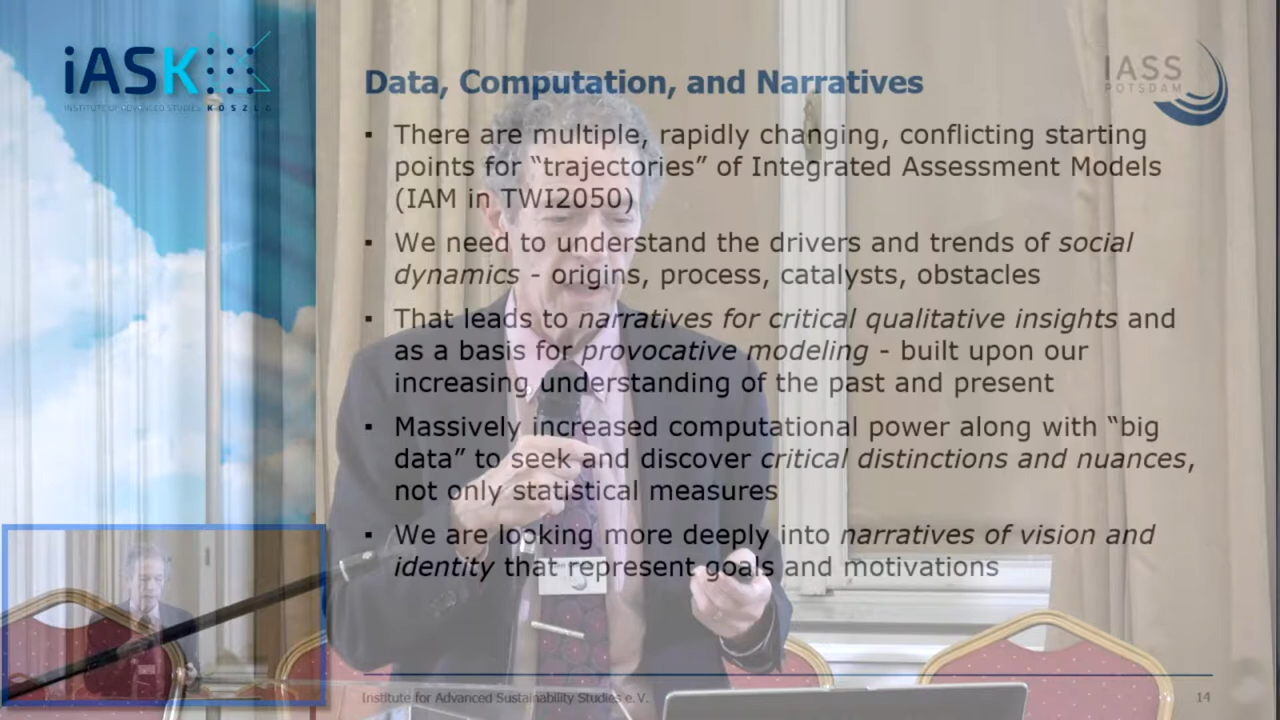 iASK
INSTITUTE OF ADVANCED STUDIES KŐSZEG
IASS
POTSDAM
Data, Computation, and Narratives
▪ There are multiple, rapidly changing, conflicting starting
points for “trajectories” of Integrated Assessment Models
(IAM in TWI2050)
▪ We need to understand the drivers and trends of social
dynamics - origins, process, catalysts, obstacles
▪ That leads to narratives for critical qualitative insights and
as a basis for provocative modeling - built upon our
increasing understanding of the past and present
▪ Massively increased computational power along with “big
data” to seek and discover critical distinctions and nuances,
not only statistical measures
▪ We are looking more deeply into narratives of vision and
identity that represent goals and motivations
Institute for Advanced Sustainability Studies e.V.
14